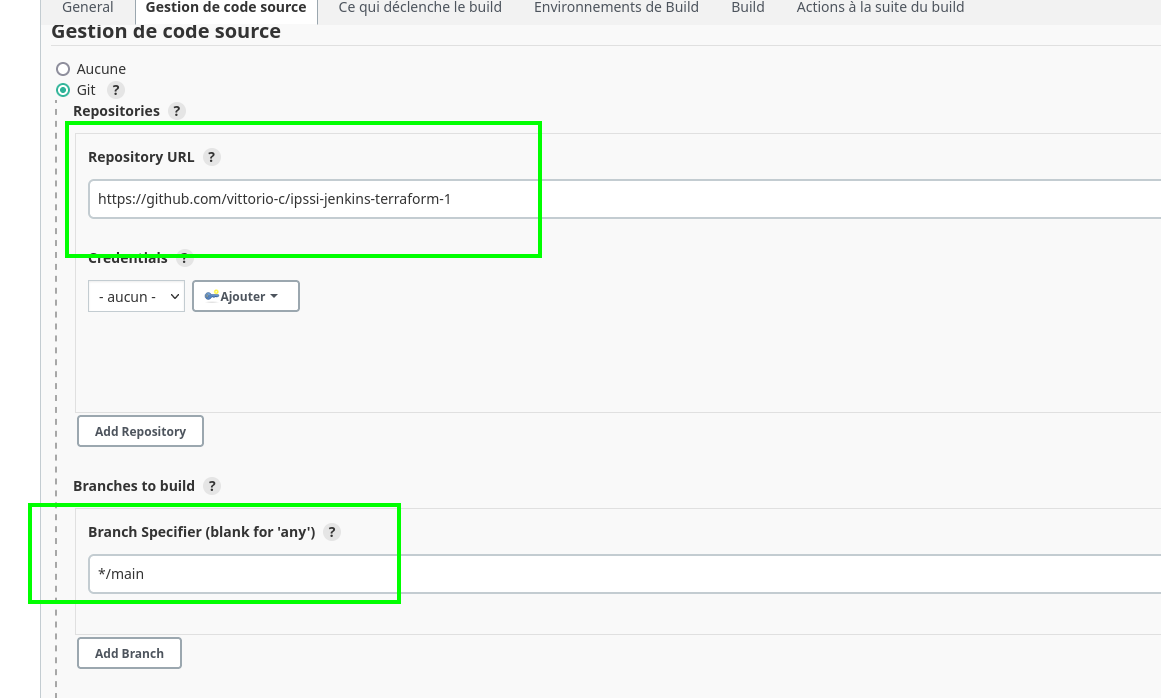 General Gestion de code source Ce qui déclenche le build Environnements de Build Build Actions à la suite du build
Gestion de code source
Aucune
Git ?
Repositories ?
Repository URL ?
https://github.com/vittorio-c/ipssi-jenkins-terraform-1
Credentials ?
- aucun - Ajouter
Add Repository
Branches to build ?
Branch Specifier (blank for 'any') ?
*/main
Add Branch